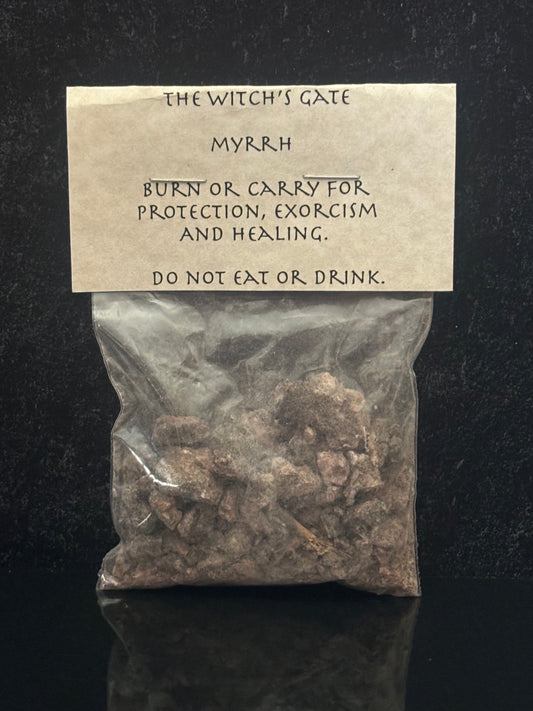 THE WITCH'S GATE
MYRRH
BURN OR CARRY FOR
PROTECTION, EXORCISM
AND HEALING.
DO NOT EAT OR DRINK.